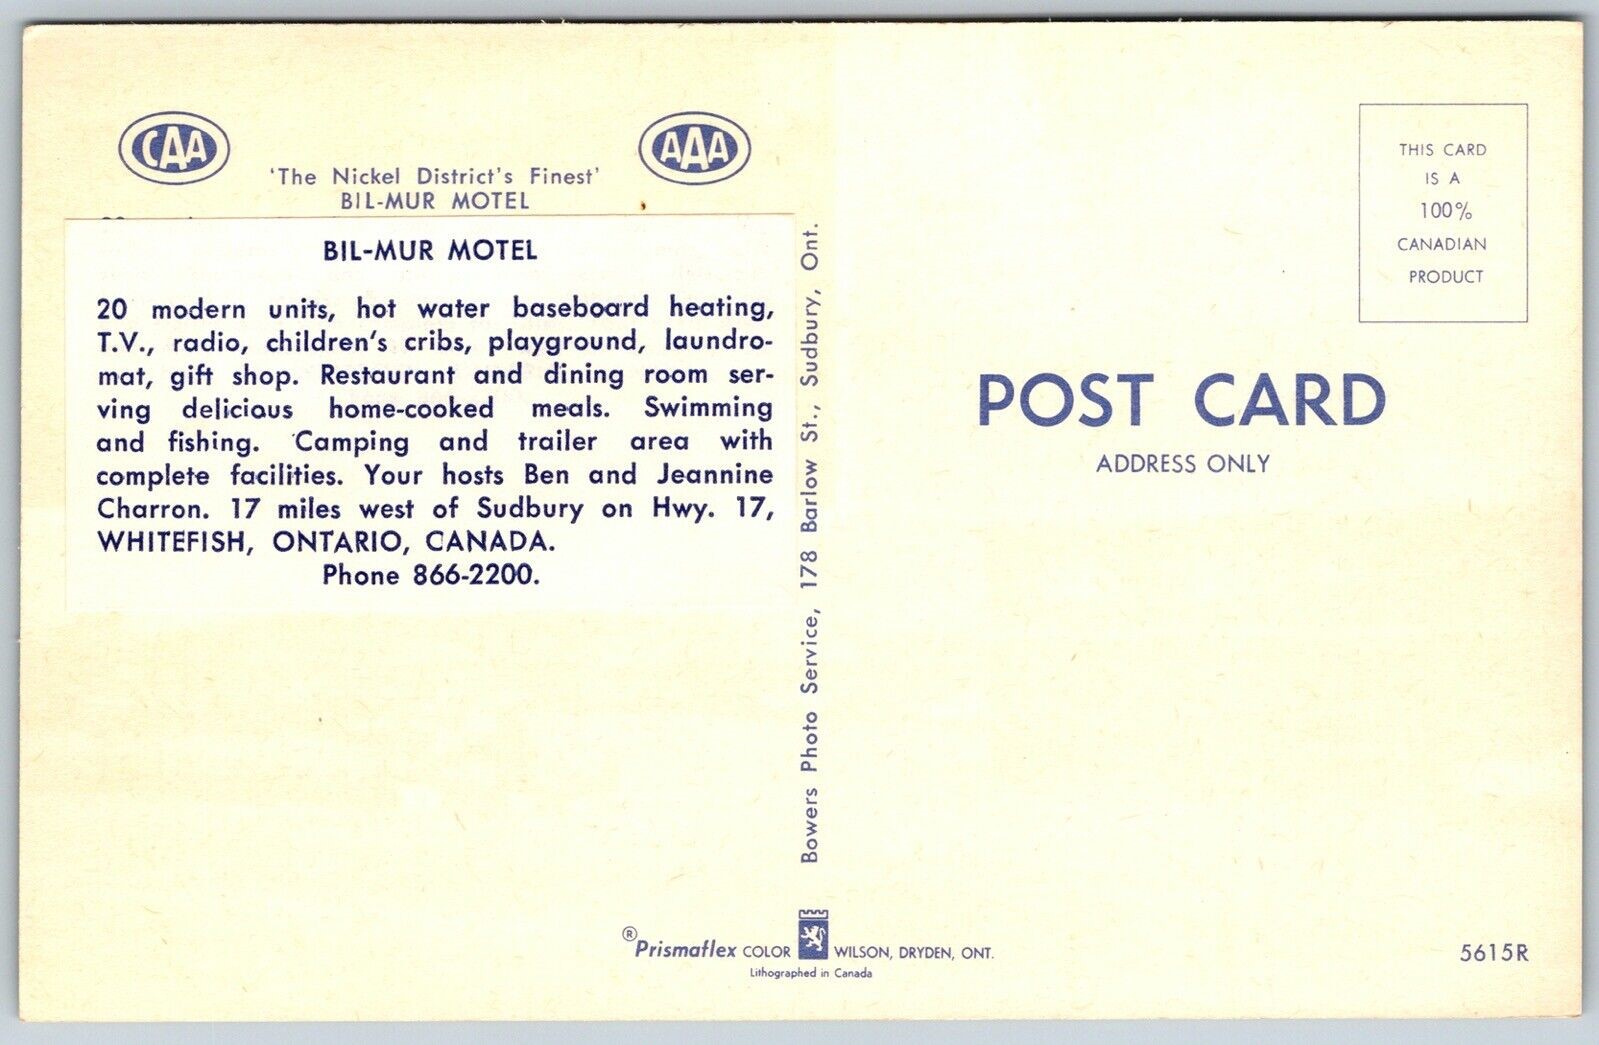 CAA
AAA
'The Nickel District's Finest'
BIL-MUR MOTEL
BIL-MUR MOTEL
20 modern units, hot water baseboard heating,
T.V., radio, children's cribs, playground, laundro-
mat, gift shop. Restaurant and dining room ser-
ving delicious home-cooked meals. Swimming
and fishing. Camping and trailer area with
complete facilities. Your hosts Ben and Jeannine
Charron. 17 miles west of Sudbury on Hwy. 17,
WHITEFISH, ONTARIO, CANADA.
Phone 866-2200.
Bowers Photo Service, 178 Barlow St., Sudbury, Ont.
THIS CARD
IS A
100%
CANADIAN
PRODUCT
POST CARD
ADDRESS ONLY
® Prismaflex COLOR WILSON, DRYDEN, ONT.
Lithographed in Canada
5615R